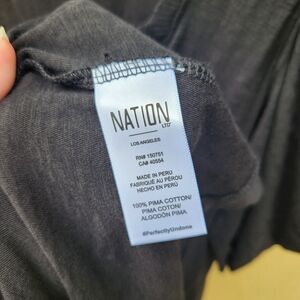 NATION
LTD
LOS ANGELES
RN# 150751
CA# 40554
MADE IN PERU
FABRIQUÉ AU PÉROU
HECHO EN PERU
100% PIMA COTTON/
PIMA COTON/
ALGODÓN PIMA
#PerfectlyUndone